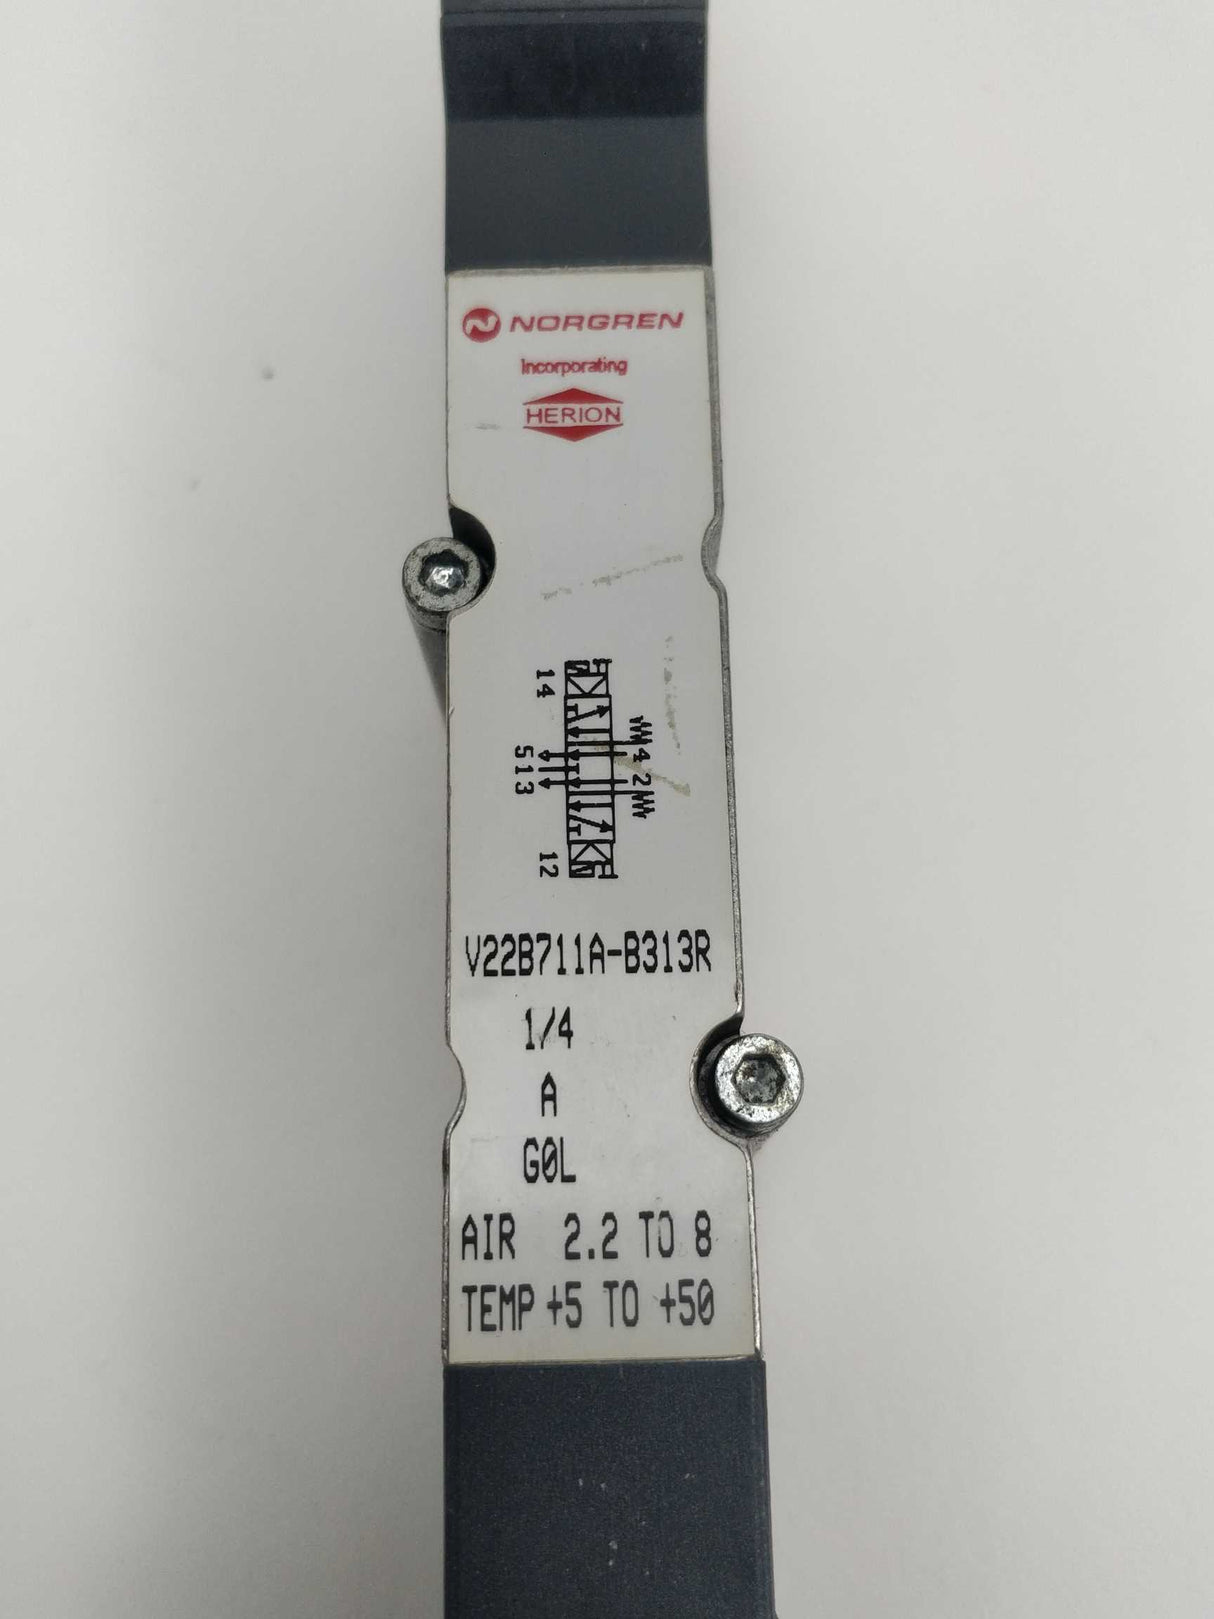 NORGREN
Incorporating
HERION
14
4 2
5 1 3
12
V22B711A-B313R
1/4
A
G0L
AIR 2.2 TO 8
TEMP +5 TO +50